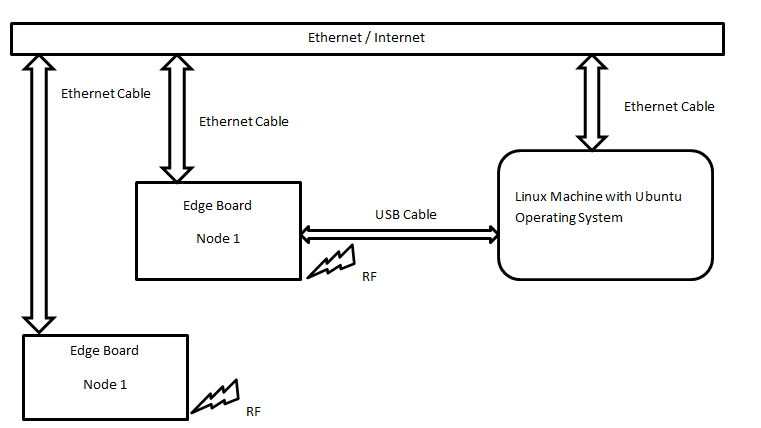 Ethernet / Internet
Ethernet Cable
Ethernet Cable
Ethernet Cable
Edge Board
Node 1
USB Cable
Linux Machine with Ubuntu
Operating System
RF
Edge Board
Node 1
RF